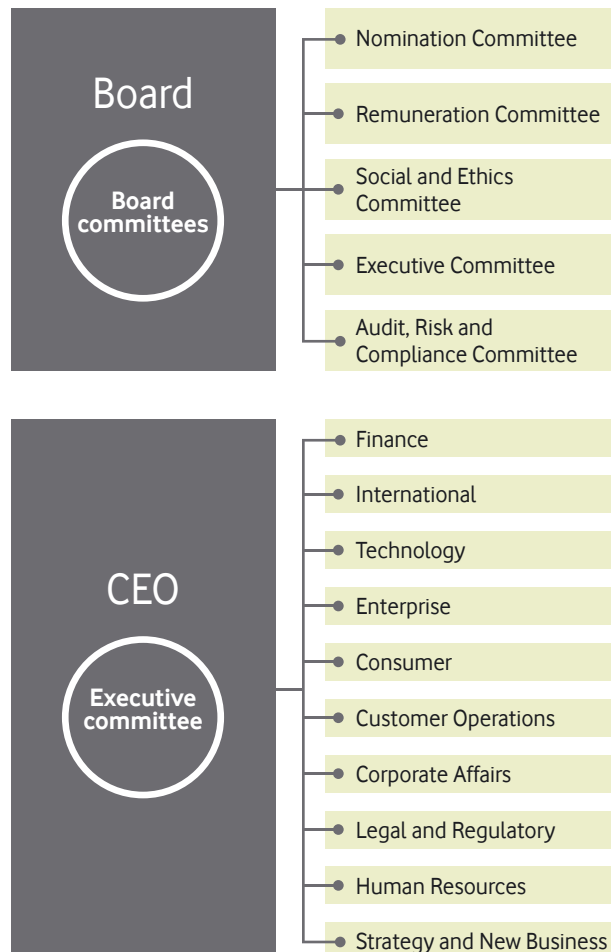 Board
Board
committees
Nomination Committee
Remuneration Committee
Social and Ethics
Committee
Executive Committee
Audit, Risk and
Compliance Committee
CEO
Executive
committee
Finance
International
Technology
Enterprise
Consumer
Customer Operations
Corporate Affairs
Legal and Regulatory
Human Resources
Strategy and New Business